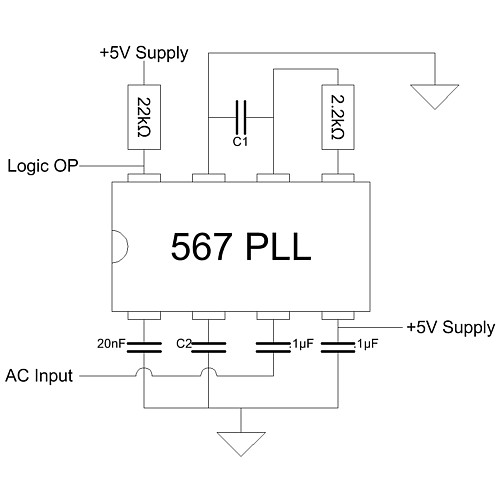 +5V Supply
22kΩ
2.2kΩ
C1
Logic OP
567 PLL
+5V Supply
20nF
C2
.1µF
.1µF
AC Input